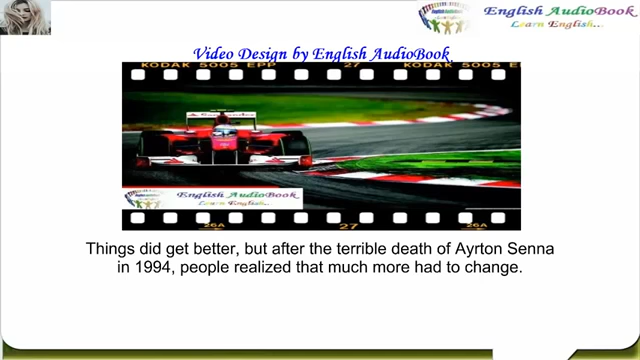 English AudioBook
Learn English...
Video Design by English AudioBook
KODAK 5005 EPP 27 KODAK 5005 E
Santander
English AudioBook
Learn English...
26A 27 26A
Things did get better, but after the terrible death of Ayrton Senna
in 1994, people realized that much more had to change.